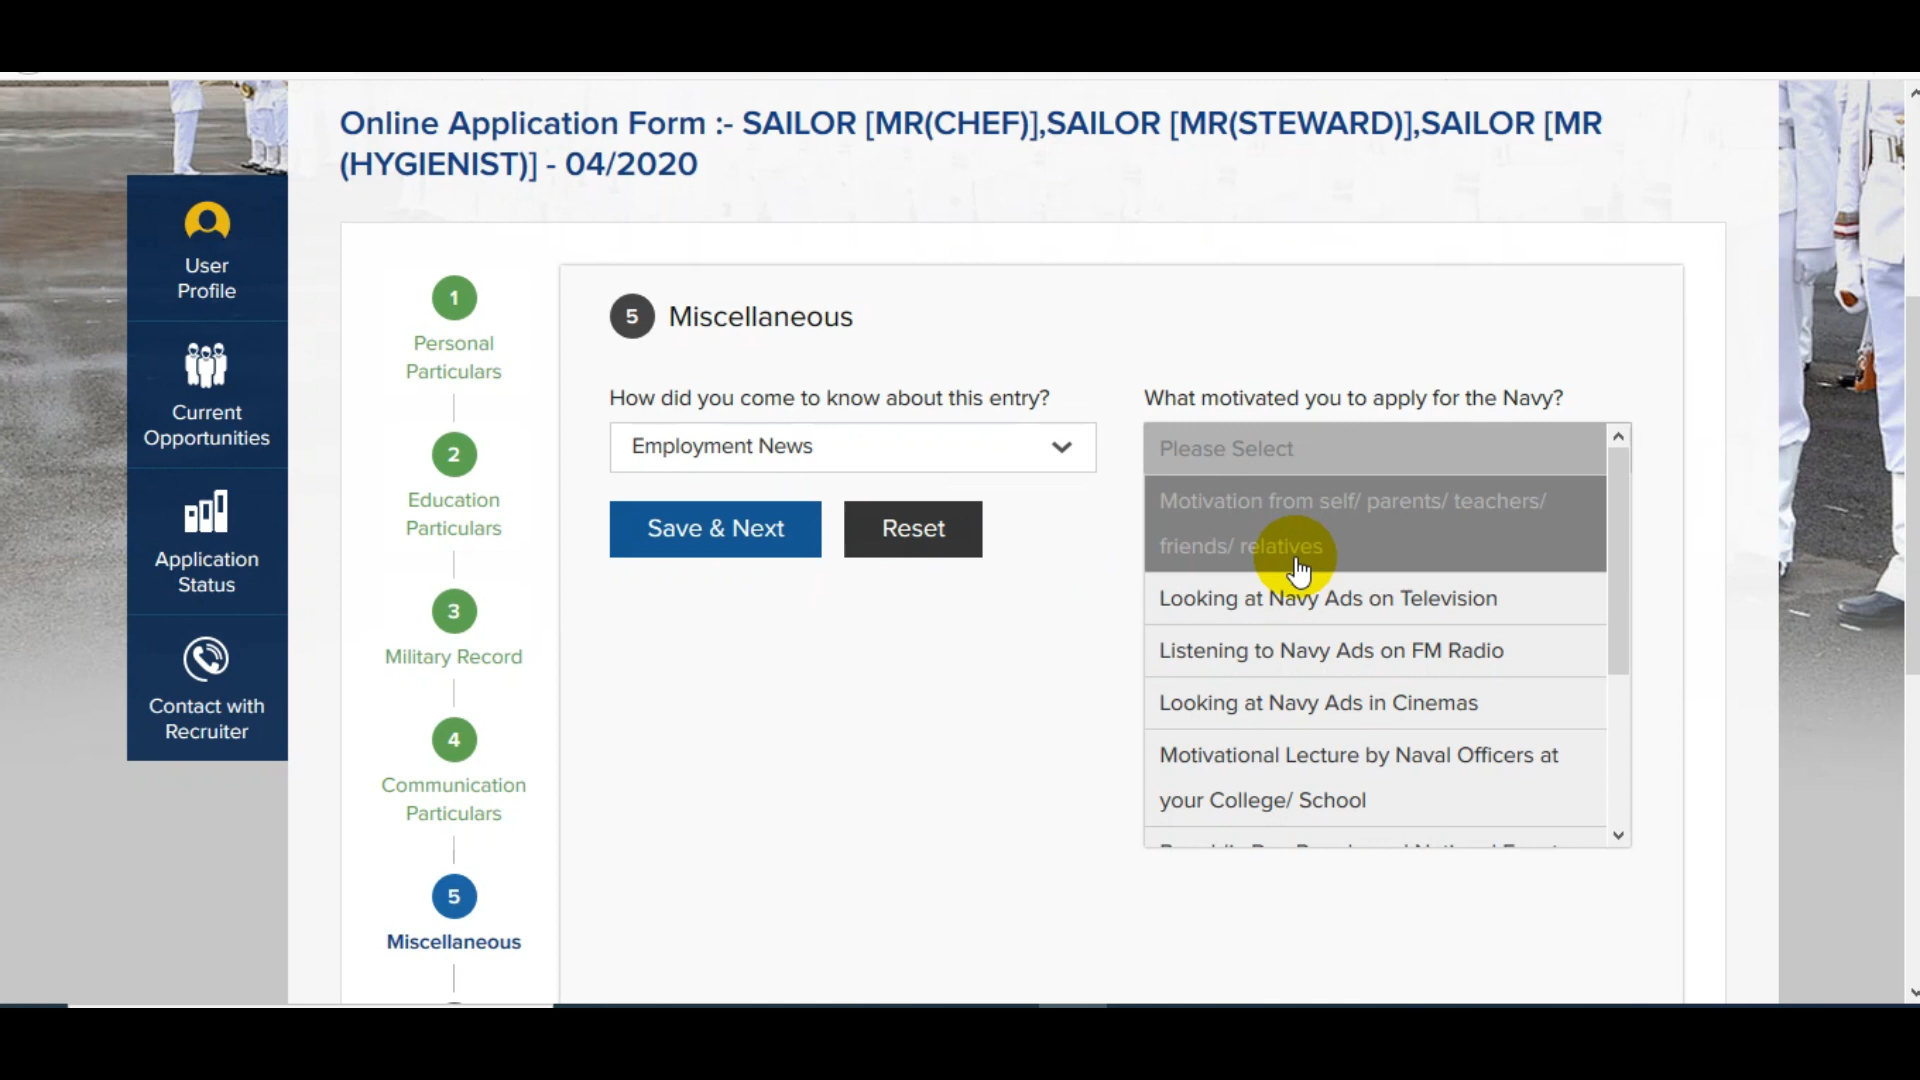 Online Application Form :- SAILOR [MR(CHEF)],SAILOR [MR(STEWARD)],SAILOR [MR
(HYGIENIST)] - 04/2020
User
Profile
Current
Opportunities
Application
Status
Contact with
Recruiter
1
Personal
Particulars
2
Education
Particulars
3
Military Record
4
Communication
Particulars
5
Miscellaneous
5 Miscellaneous
How did you come to know about this entry?
Employment News
Save & Next
Reset
What motivated you to apply for the Navy?
Please Select
Motivation from self/ parents/ teachers/
friends/ relatives
Looking at Navy Ads on Television
Listening to Navy Ads on FM Radio
Looking at Navy Ads in Cinemas
Motivational Lecture by Naval Officers at
your College/ School